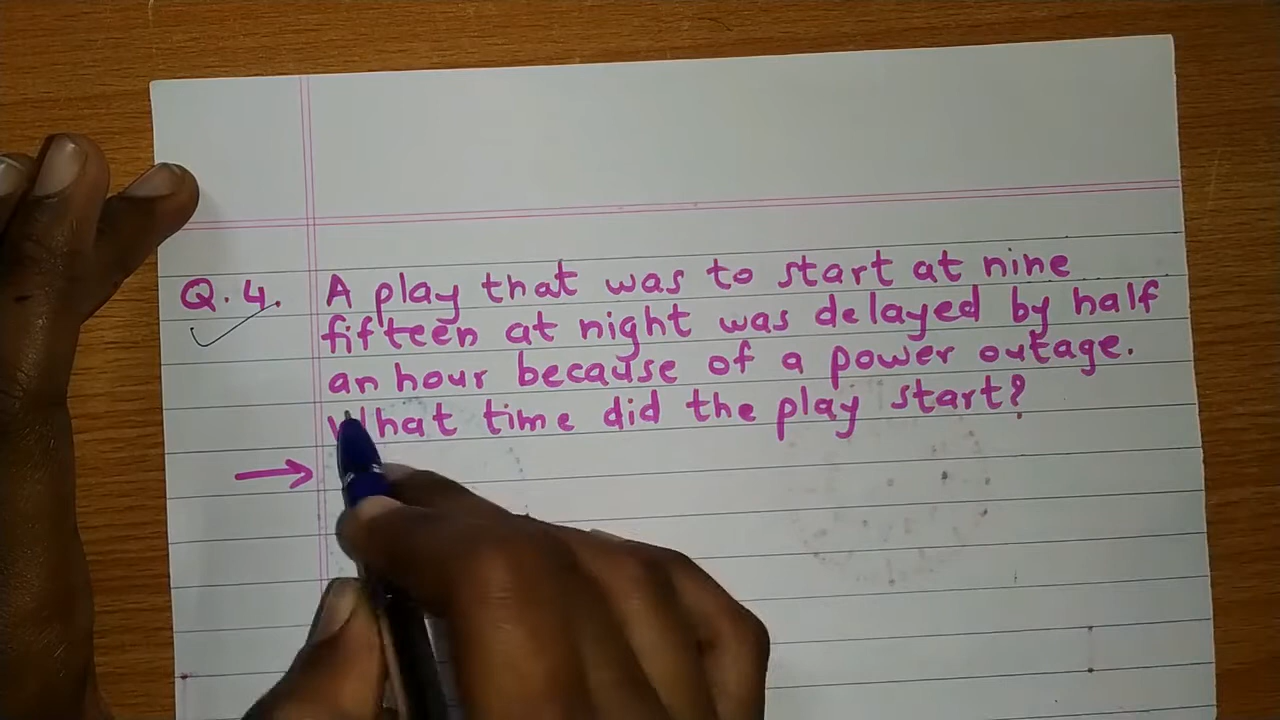 Q.4. A play that was to start at nine
fifteen at night was delayed by half
an hour because of a power outage.
What time did the play start?